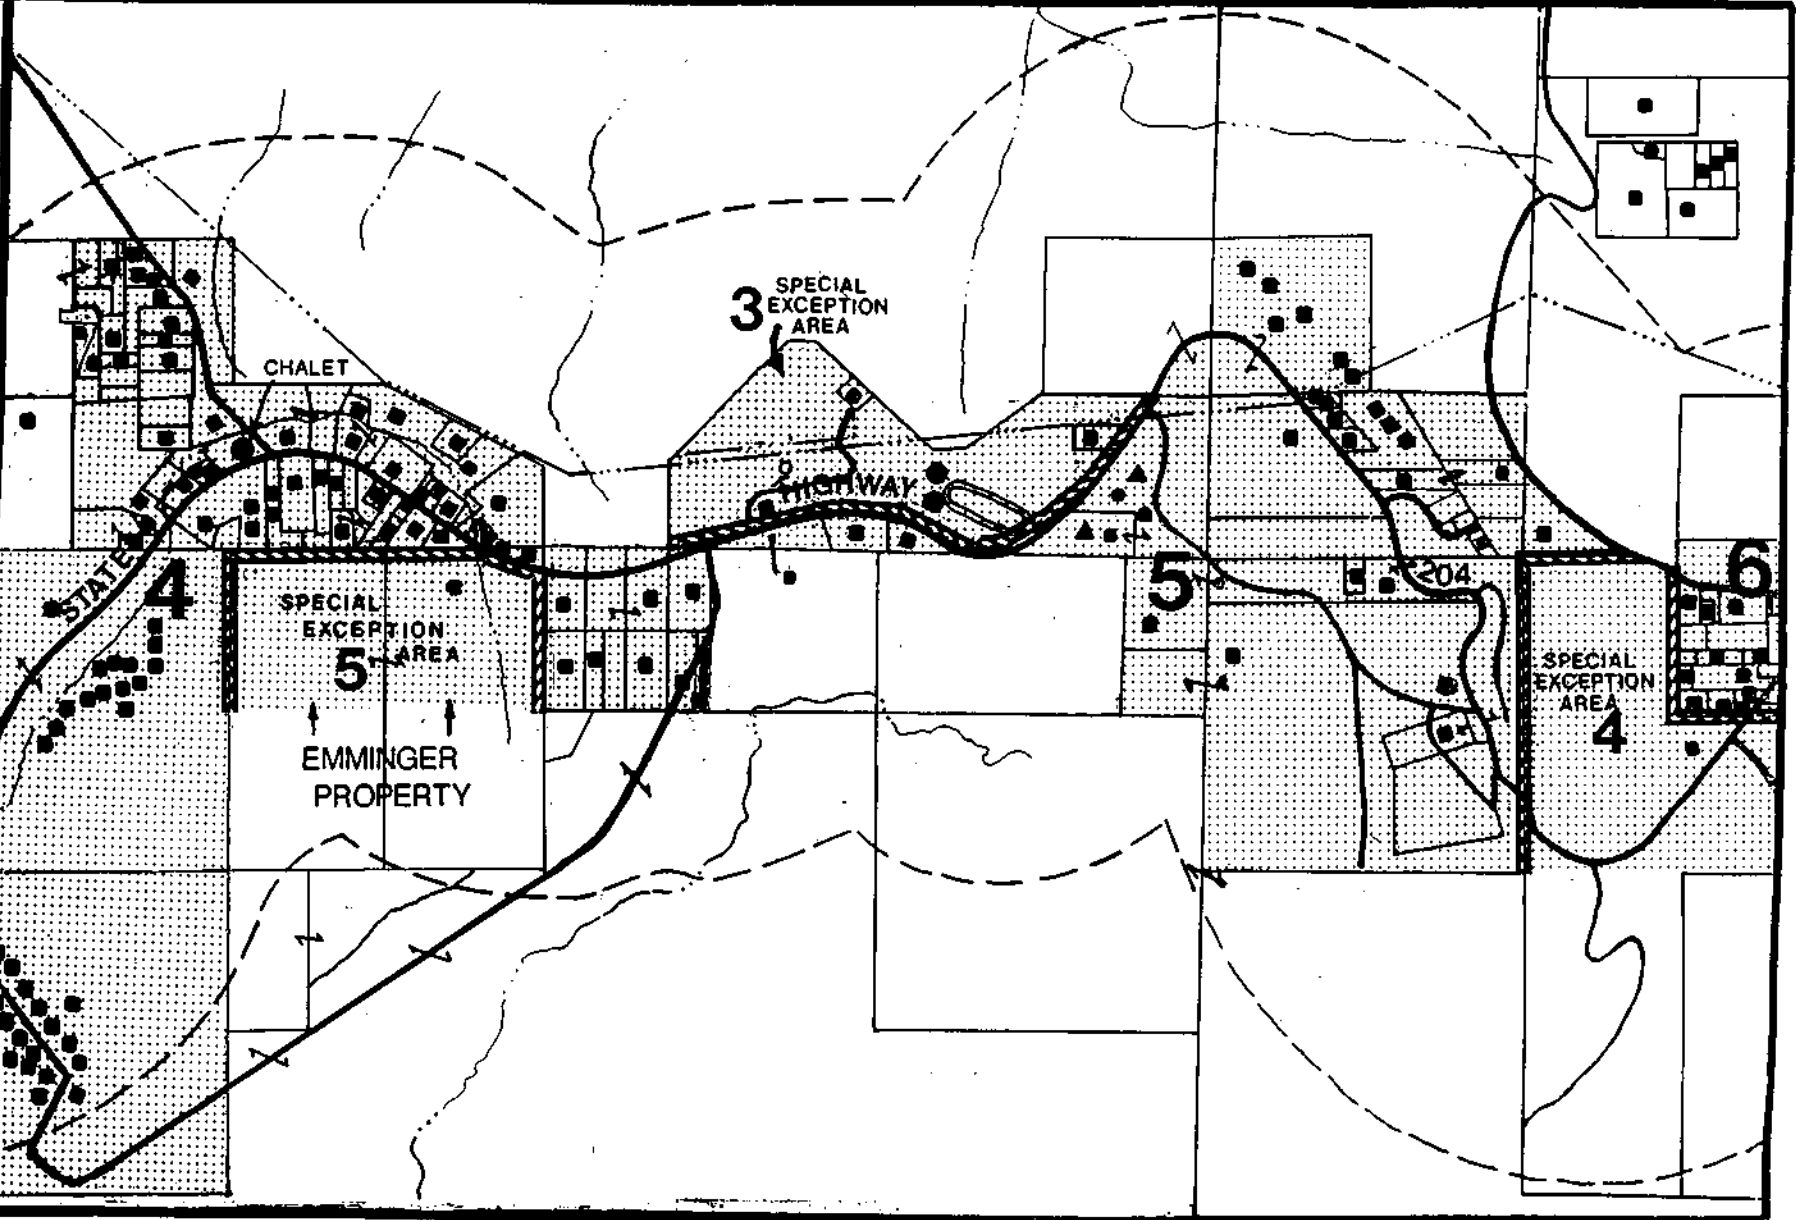 3
SPECIAL
EXCEPTION
AREA
CHALET
HIGHWAY
STATE
4
5
204
6
SPECIAL
EXCEPTION
AREA
5
SPECIAL
EXCEPTION
AREA
4
EMMINGER
PROPERTY